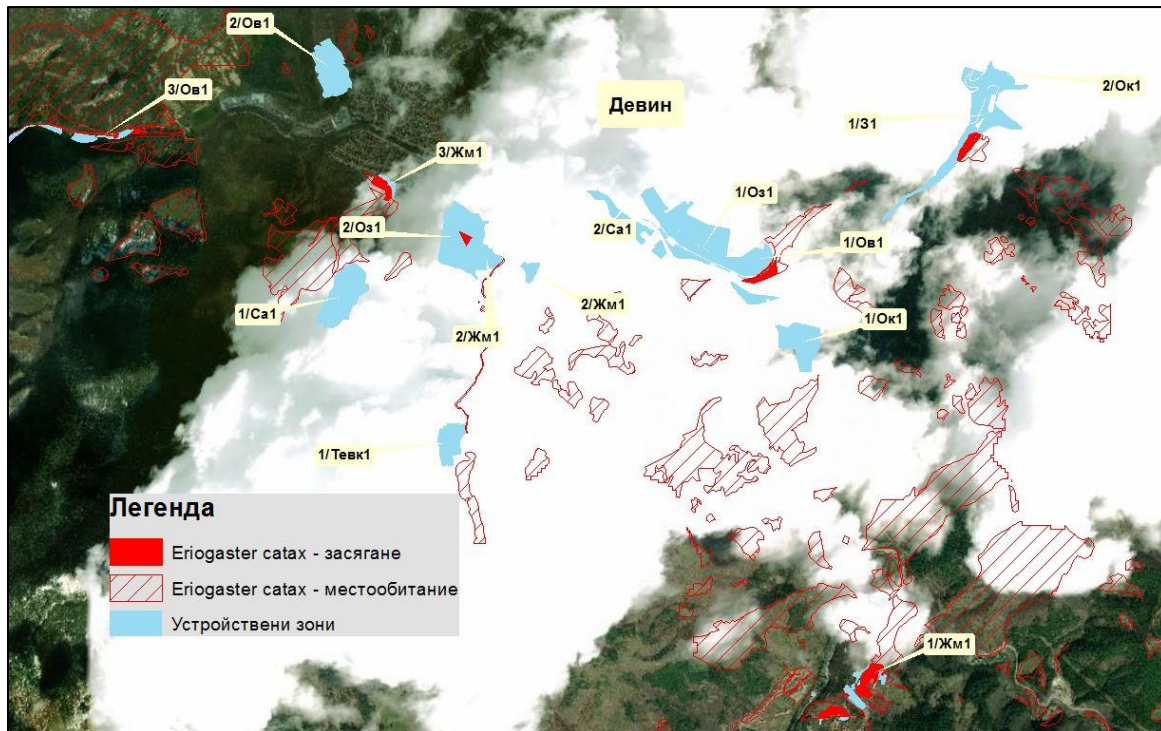 2/Ов1
Девин
2/Ок1
3/Ов1
1/З1
3/Жм1
1/Оз1
2/Оз1
2/Са1
1/Ов1
1/Са1
2/Жм1
2/Жм1
1/Ок1
1/Тевк1
Легенда
Eriogaster catax - засягане
Eriogaster catax - местообитание
Устройствени зони
1/Жм1